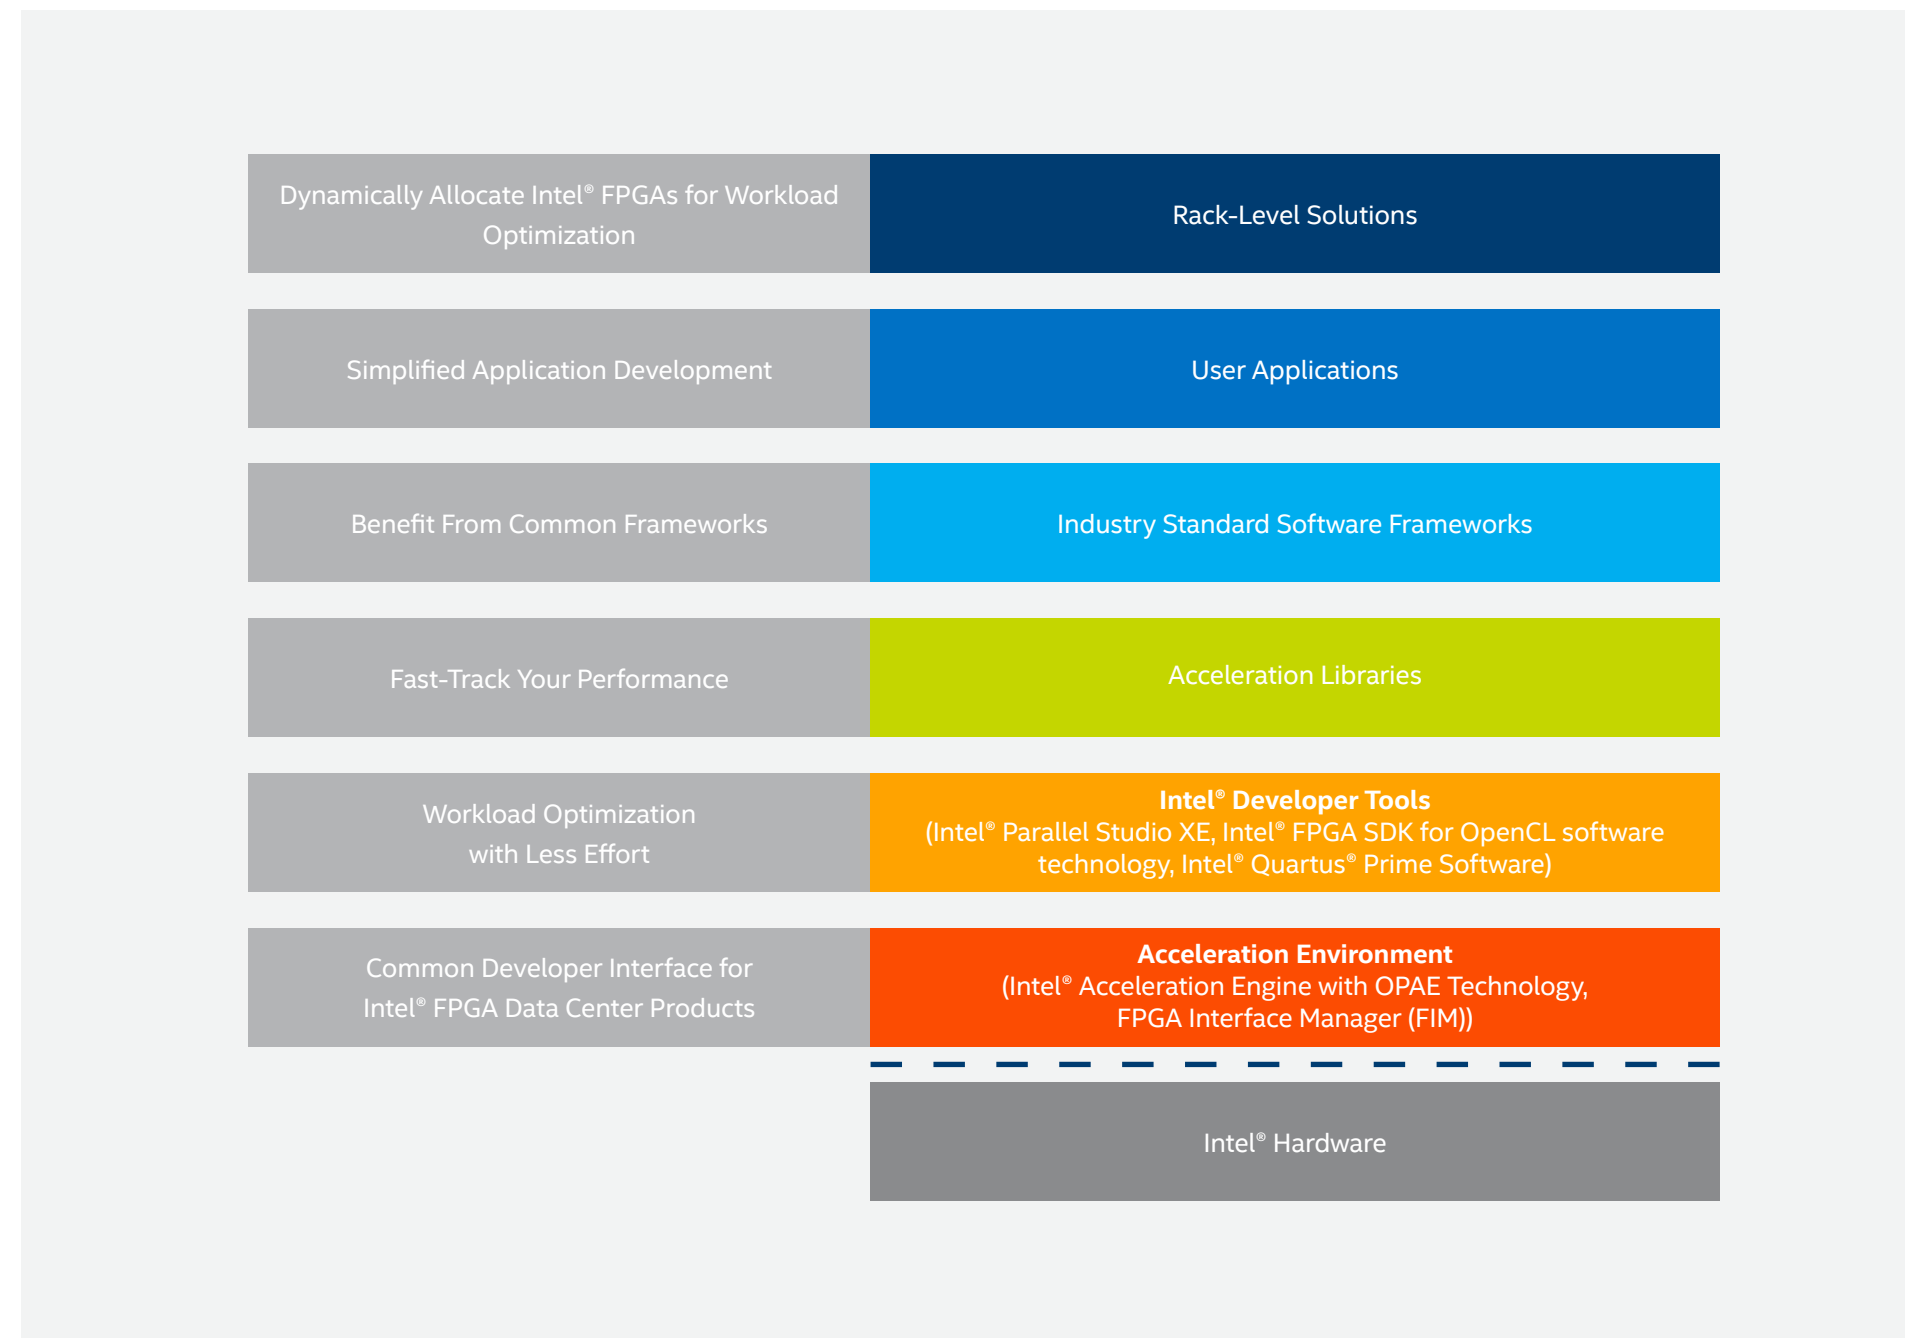 Dynamically Allocate Intel® FPGAs for Workload
Optimization
Rack-Level Solutions
Simplified Application Development
User Applications
Benefit From Common Frameworks
Industry Standard Software Frameworks
Fast-Track Your Performance
Acceleration Libraries
Workload Optimization
with Less Effort
Intel® Developer Tools
(Intel® Parallel Studio XE, Intel® FPGA SDK for OpenCL software
technology, Intel® Quartus® Prime Software)
Common Developer Interface for
Intel® FPGA Data Center Products
Acceleration Environment
(Intel® Acceleration Engine with OPAE Technology,
FPGA Interface Manager (FIM))
Intel® Hardware